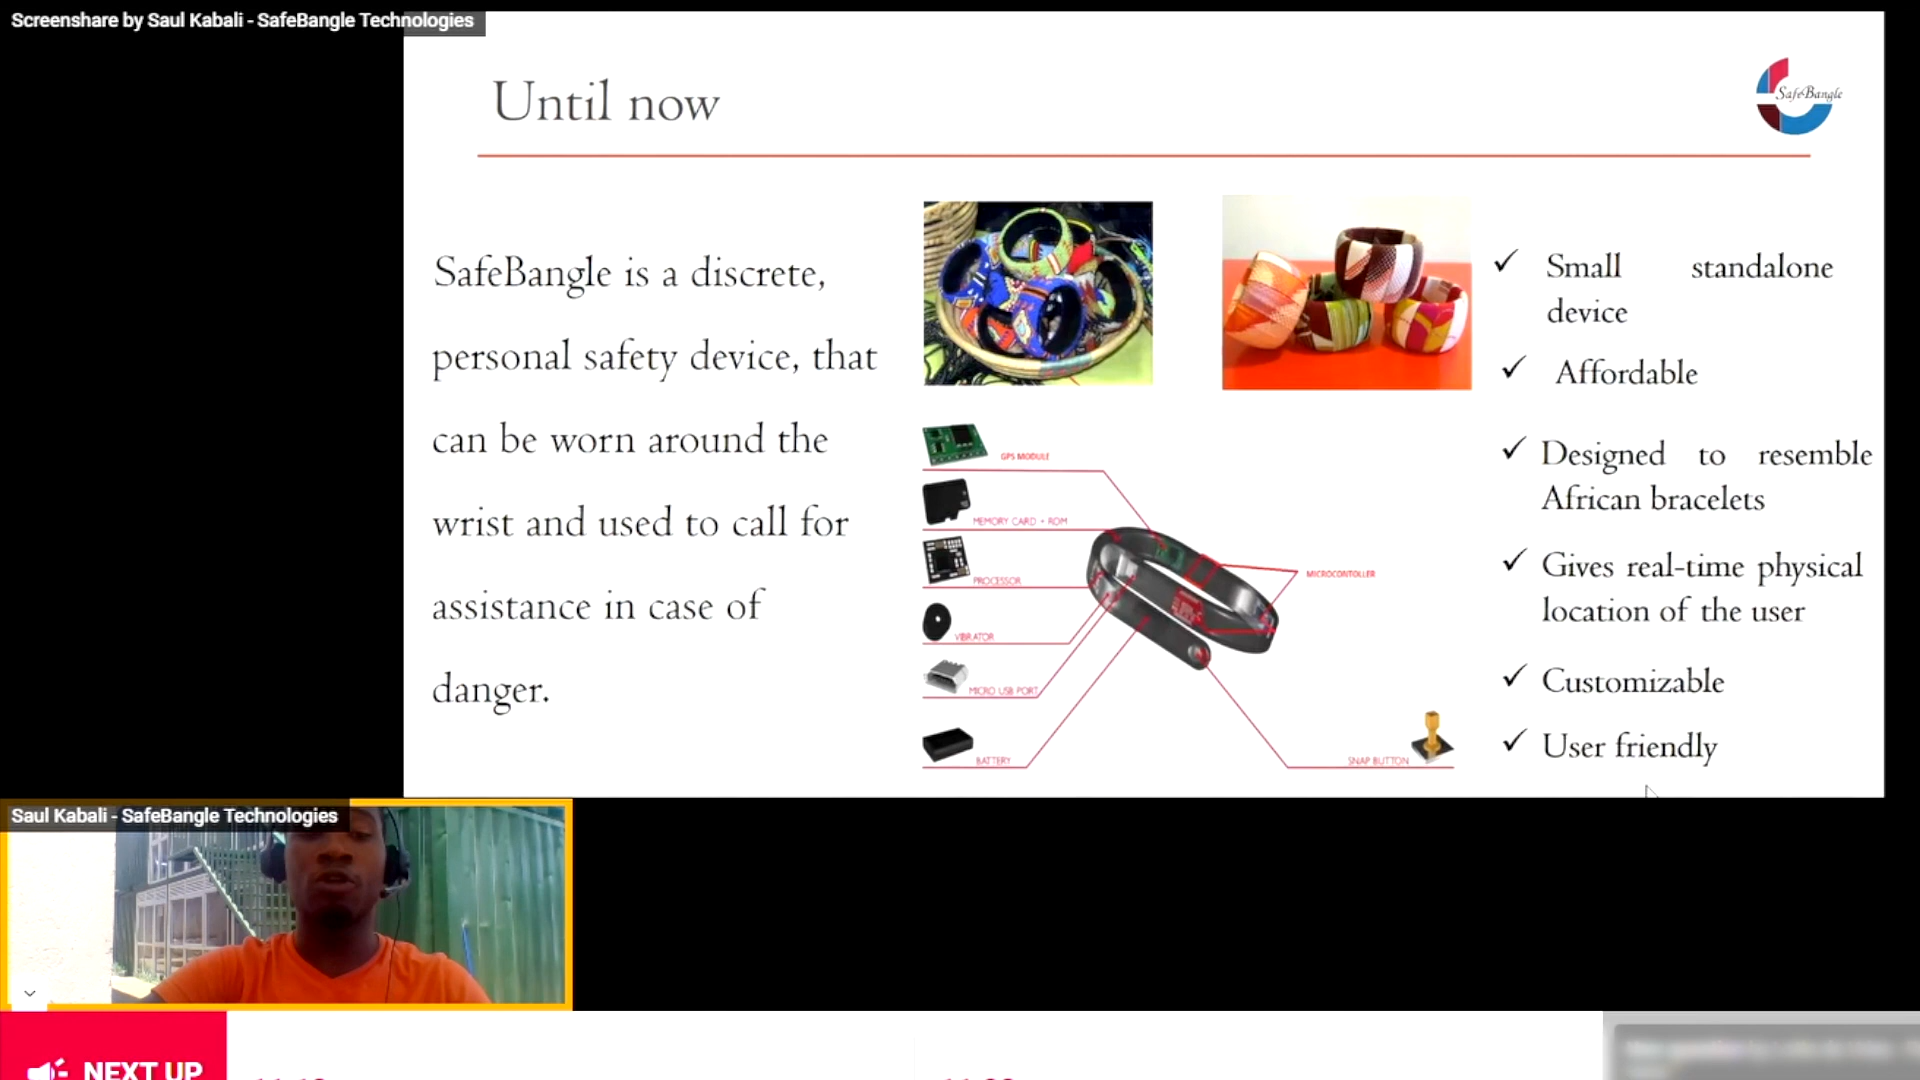 Screenshare by Saul Kabali - SafeBangle Technologies
Until now
SafeBangle
SafeBangle is a discrete,
personal safety device, that
can be worn around the
wrist and used to call for
assistance in case of
danger.
GPS MODULE
MEMORY CARD + ROM
PROCESSOR
VIBRATOR
MICRO USB PORT
BATTERY
MICROCONTOLLER
SNAP BUTTON
✓ Small standalone
device
✓ Affordable
✓ Designed to resemble
African bracelets
✓ Gives real-time physical
location of the user
✓ Customizable
✓ User friendly
Saul Kabali - SafeBangle Technologies
NEXT UP